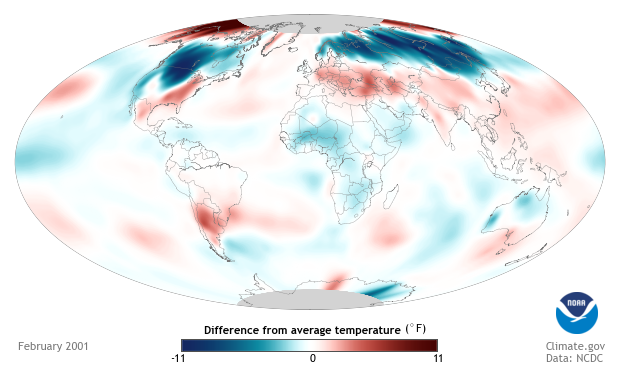 NOAA
Difference from average temperature (°F)
February 2001
-11 0 11
Climate.gov
Data: NCDC